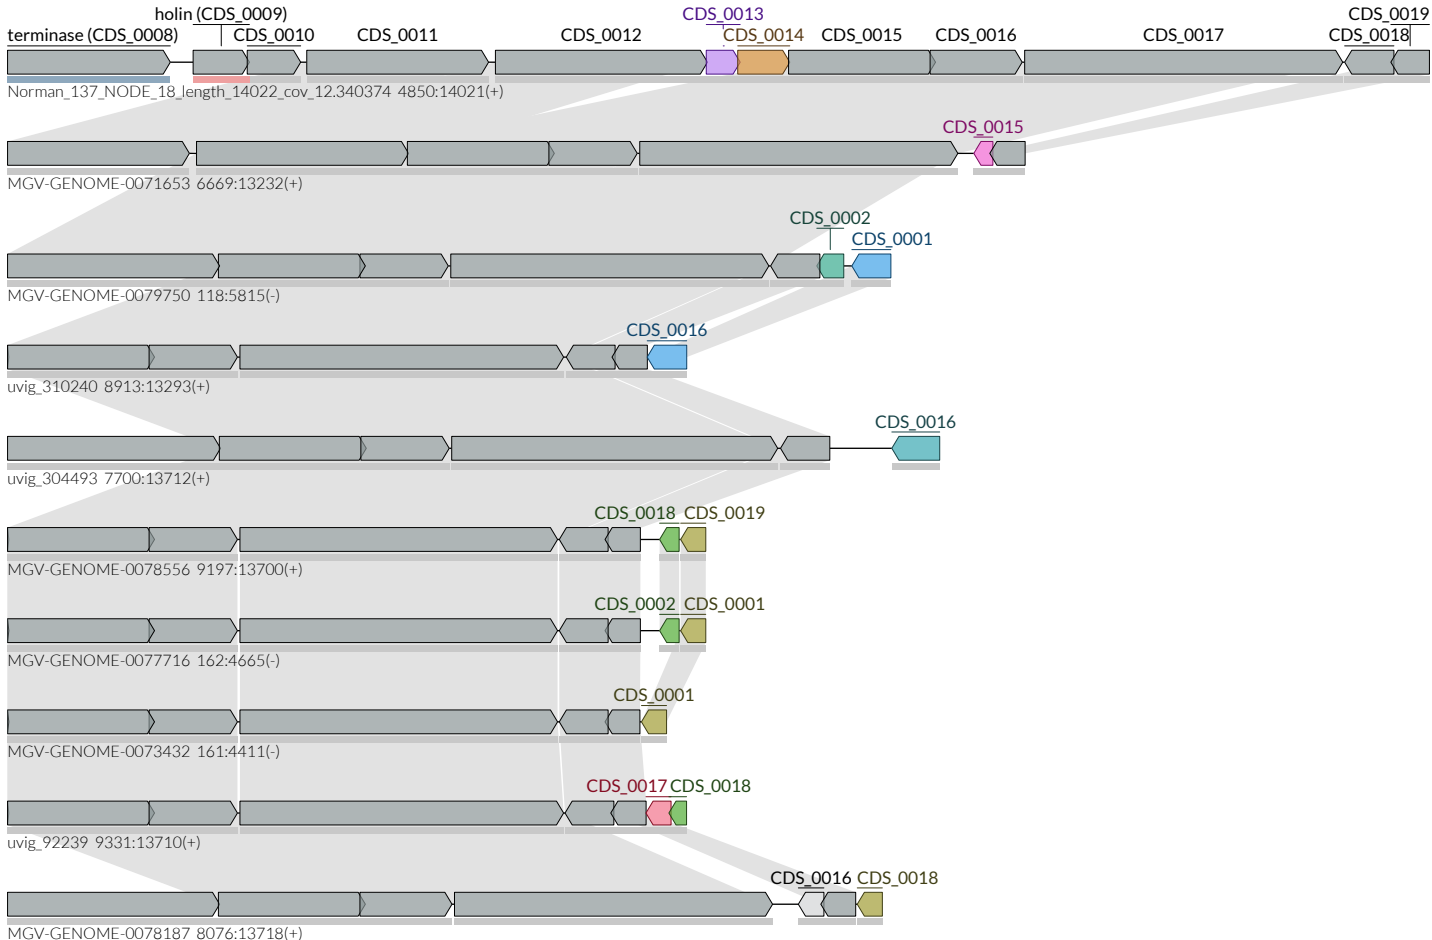 holin (CDS_0009) CDS_0013 CDS_0019
terminase (CDS_0008) CDS_0010 CDS_0011 CDS_0012 CDS_0014 CDS_0015 CDS_0016 CDS_0017 CDS_0018
Norman_137_NODE_18_length_14022_cov_12.340374 4850:14021(+)
CDS_0015
MGV-GENOME-0071653 6669:13232(+)
CDS_0002
CDS_0001
MGV-GENOME-0079750 118:5815(-)
CDS_0016
uvig_310240 8913:13293(+)
CDS_0016
uvig_304493 7700:13712(+)
CDS_0018 CDS_0019
MGV-GENOME-0078556 9197:13700(+)
CDS_0002 CDS_0001
MGV-GENOME-0077716 162:4665(-)
CDS_0001
MGV-GENOME-0073432 161:4411(-)
CDS_0017 CDS_0018
uvig_92239 9331:13710(+)
CDS_0016 CDS_0018
MGV-GENOME-0078187 8076:13718(+)